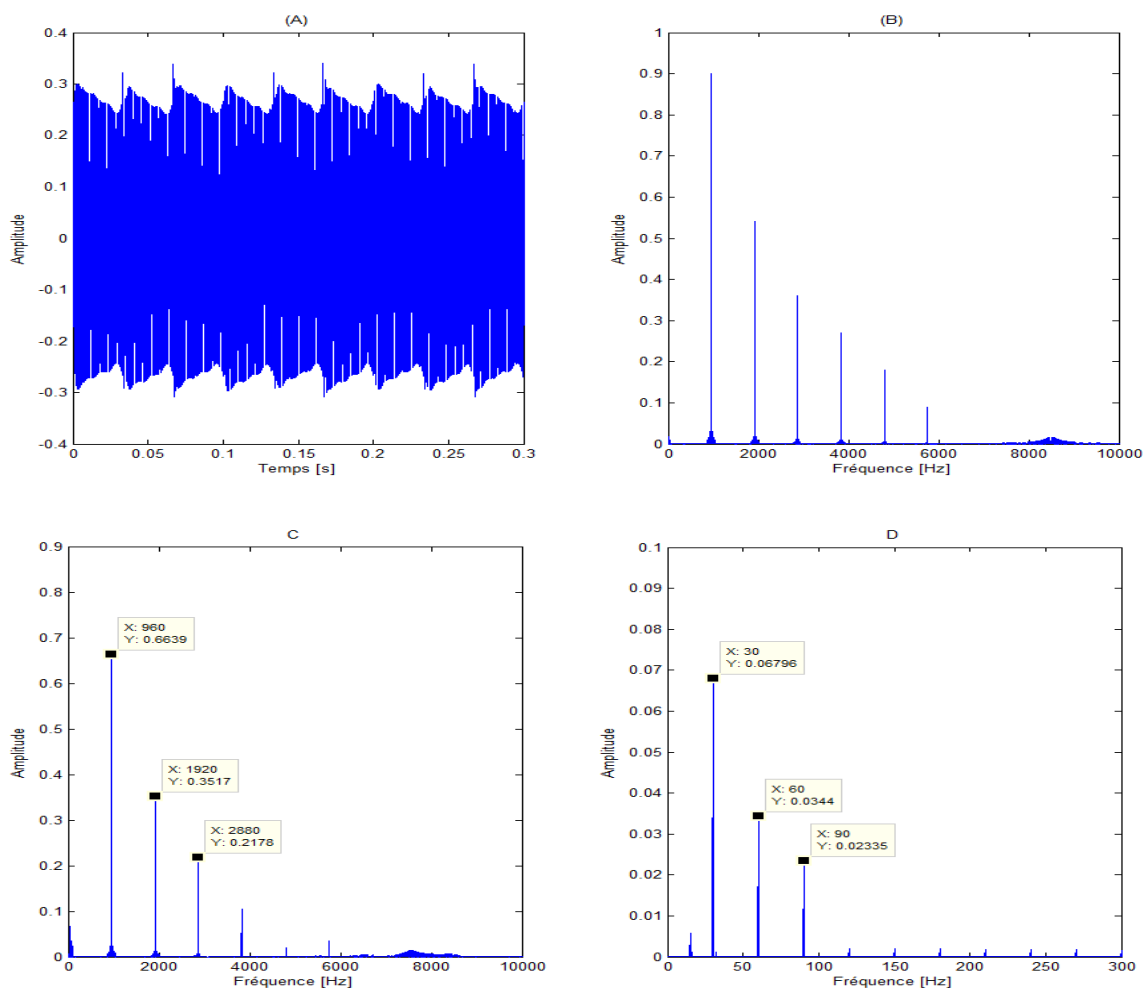 (A)
0.4
0.3
0.2
0.1
0
-0.1
-0.2
-0.3
-0.4
0 0.05 0.1 0.15 0.2 0.25 0.3
Temps [s]
Amplitude
(B)
1
0.9
0.8
0.7
0.6
0.5
0.4
0.3
0.2
0.1
0
0 2000 4000 6000 8000 10000
Fréquence [Hz]
Amplitude
C
0.9
0.8
0.7
0.6
0.5
0.4
0.3
0.2
0.1
0
0 2000 4000 6000 8000 10000
Fréquence [Hz]
Amplitude
X: 960
Y: 0.6639
X: 1920
Y: 0.3517
X: 2880
Y: 0.2178
D
0.1
0.09
0.08
0.07
0.06
0.05
0.04
0.03
0.02
0.01
0
0 50 100 150 200 250 300
Fréquence [Hz]
Amplitude
X: 30
Y: 0.06796
X: 60
Y: 0.0344
X: 90
Y: 0.02335